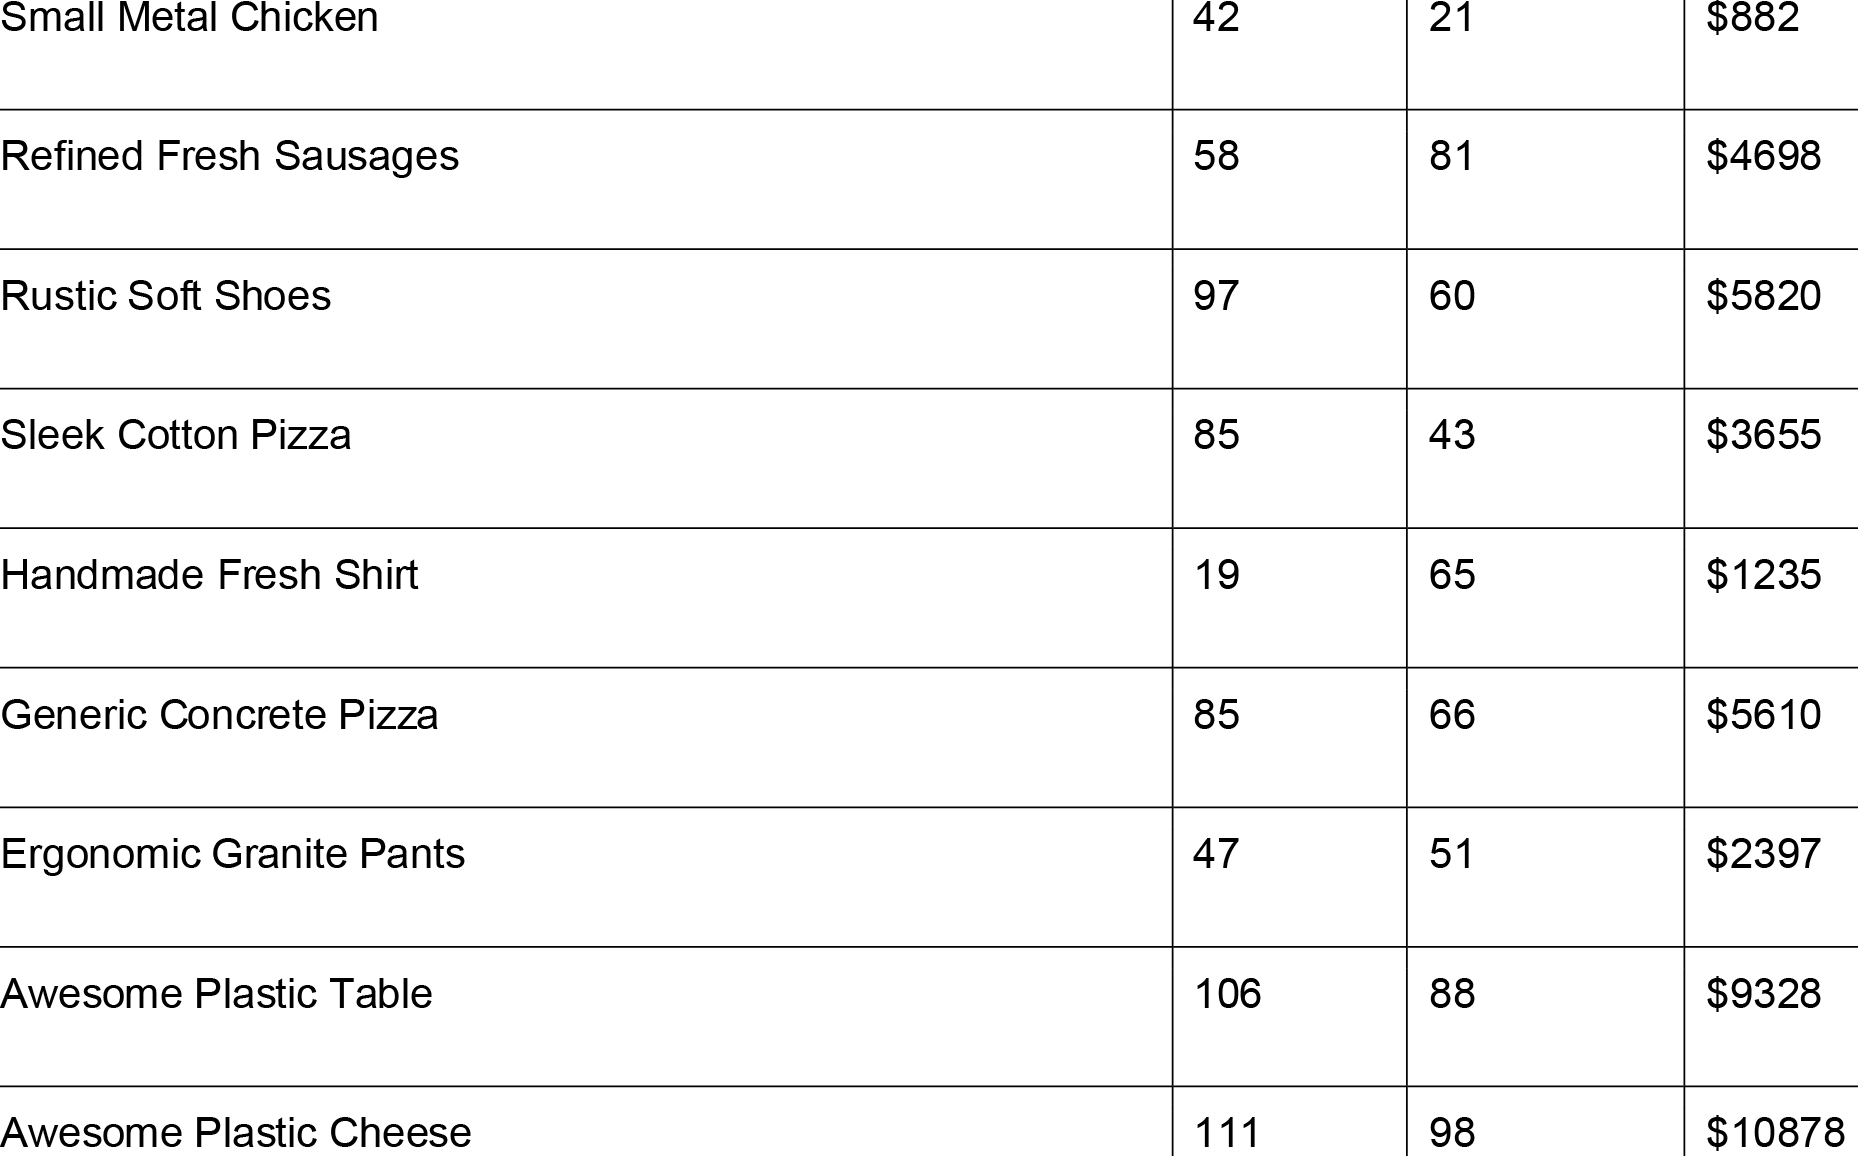 Small Metal Chicken 42 21 $882
Refined Fresh Sausages 58 81 $4698
Rustic Soft Shoes 97 60 $5820
Sleek Cotton Pizza 85 43 $3655
Handmade Fresh Shirt 19 65 $1235
Generic Concrete Pizza 85 66 $5610
Ergonomic Granite Pants 47 51 $2397
Awesome Plastic Table 106 88 $9328
Awesome Plastic Cheese 111 98 $10878